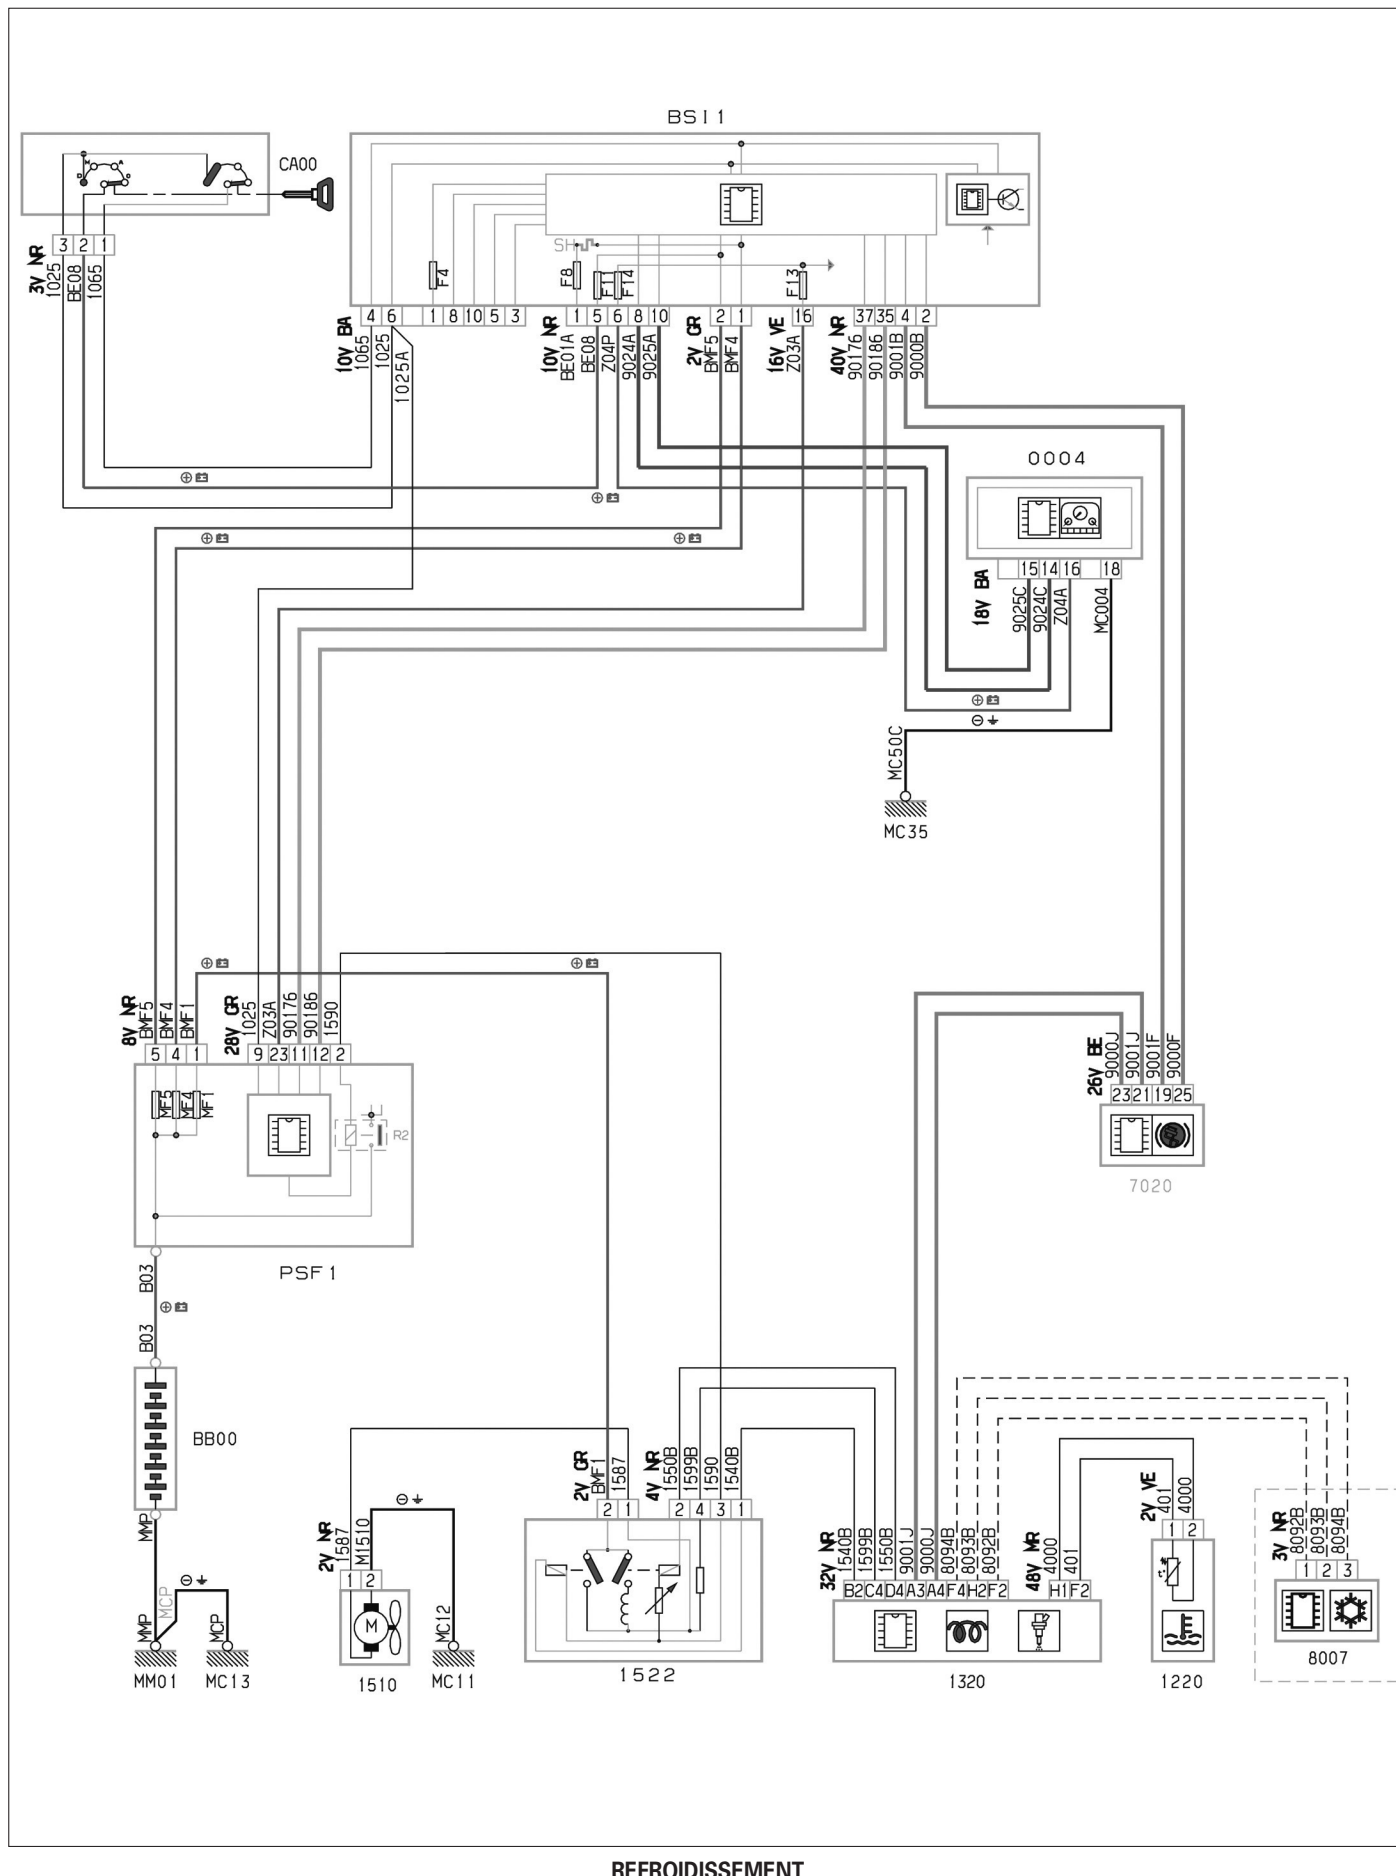 BSI1
CA00
M A
D O
SH
F4
F8
F11
F14
F13
3 2 1
3V NR
1025
BE08
1065
4 6 1 8 10 5 3
1 5 6 8 10
2 1
16
37 35 4 2
10V BA
1065
1025
1025A
10V NR
BE01A
BE08
Z04P
9024A
9025A
2V GR
BMF5
BMF4
16V VE
Z03A
40V NR
90176
90186
9001B
9000B
0004
15 14 16 18
18V BA
9025C
9024C
Z04A
MC004
MC50C
MC35
8V NR
BMF5
BMF4
BMF1
28V GR
1025
Z03A
90176
90186
1590
5 4 1
9 23 11 12 2
MF5
MF4
MF1
R2
PSF1
26V BE
9000J
9001J
9001F
9000F
23 21 19 25
7020
B03
B03
BB00
MMP
MCP
MMP
MCP
MM01
MC13
2V NR
1587
M1510
1 2
M
1510
MC12
MC11
2V GR
BMF1
1587
4V NR
1550B
1599B
1590
1540B
2 1
2 4 3 1
1522
32V NR
1540B
1599B
1550B
9001J
9000J
8094B
8093B
8092B
48V MR
4000
401
B2 C4 D4 A3 A4 F4 H2 F2
H1 F2
1320
2V VE
401
4000
1 2
1220
3V NR
8092B
8093B
8094B
1 2 3
8007
REFROIDISSEMENT